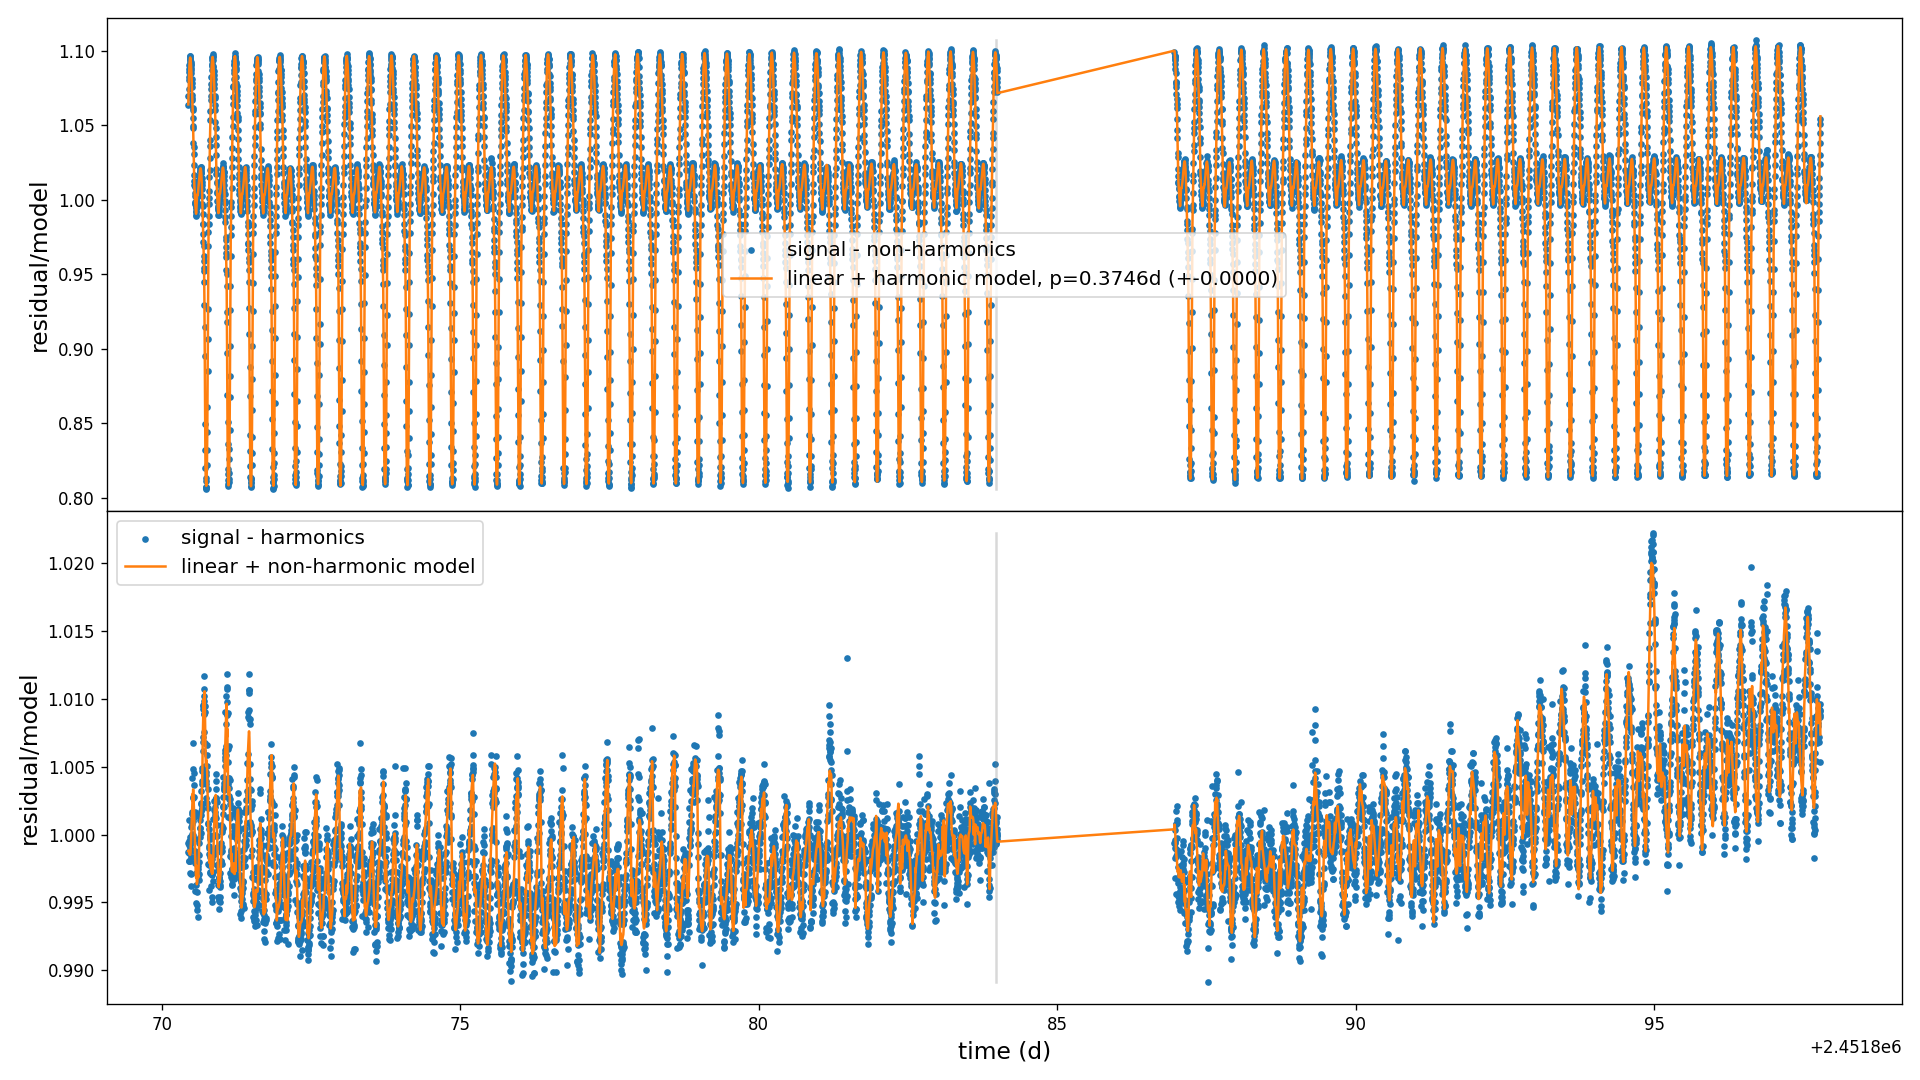 1.10
1.05
1.00
0.95
0.90
0.85
0.80
residual/model
signal - non-harmonics
linear + harmonic model, p=0.3746d (+-0.0000)
signal - harmonics
linear + non-harmonic model
1.020
1.015
1.010
1.005
1.000
0.995
0.990
residual/model
70
75
80
85
90
95
time (d)
+2.4518e6